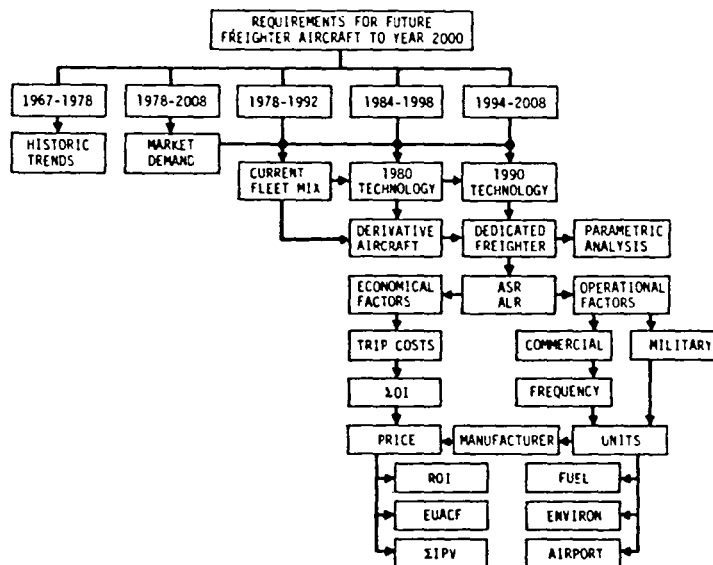 REQUIREMENTS FOR FUTURE
FREIGHTER AIRCRAFT TO YEAR 2000
1967-1978
1978-2008
1978-1992
1984-1998
1994-2008
HISTORIC
TRENDS
MARKET
DEMAND
CURRENT
FLEET MIX
1980
TECHNOLOGY
1990
TECHNOLOGY
DERIVATIVE
AIRCRAFT
DEDICATED
FREIGHTER
PARAMETRIC
ANALYSIS
ECONOMICAL
FACTORS
ASR
ALR
OPERATIONAL
FACTORS
TRIP COSTS
COMMERCIAL
MILITARY
ΣOI
FREQUENCY
PRICE
MANUFACTURER
UNITS
ROI
FUEL
EUACF
ENVIRON
ΣIPV
AIRPORT